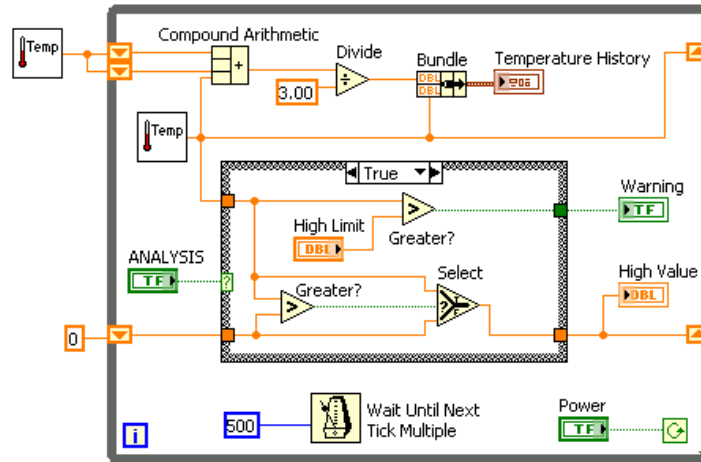 Compound Arithmetic
Temp
Divide
Bundle
Temperature History
+
DBL
DBL
÷
3.00
Temp
True
Warning
>
TF
High Limit
DBL
Greater?
ANALYSIS
TF
?
Select
High Value
Greater?
DBL
>
?
T
F
0
Power
500
Wait Until Next
Tick Multiple
TF
i